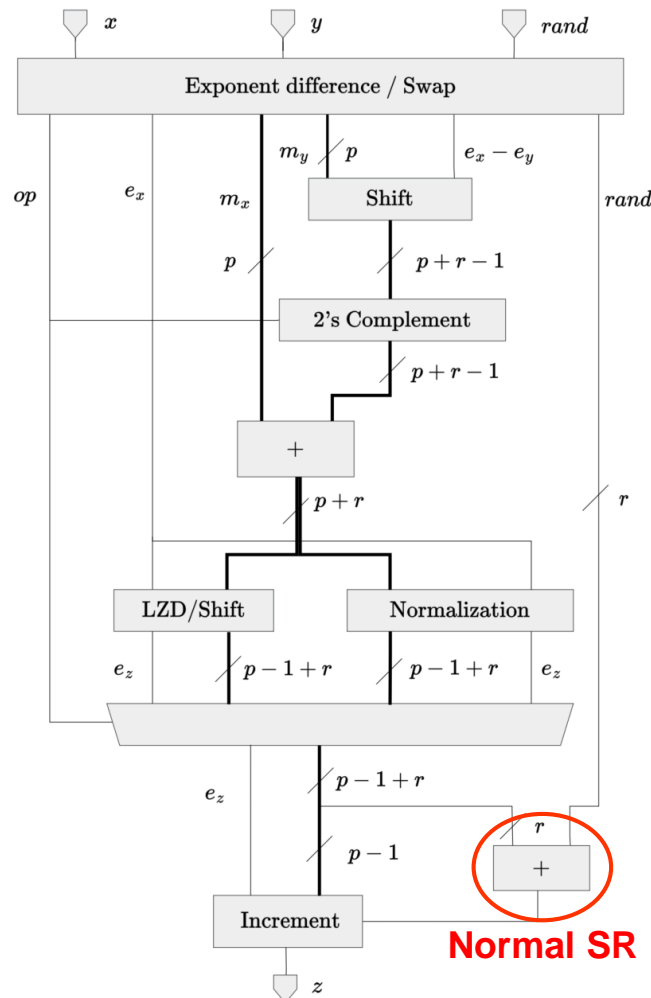 x
y
rand
Exponent difference / Swap
m_y
p
e_x − e_y
op
e_x
m_x
rand
Shift
p
p + r − 1
2's Complement
p + r − 1
+
p + r
r
LZD/Shift
Normalization
e_z
p − 1 + r
p − 1 + r
e_z
p − 1 + r
e_z
r
p − 1
+
Increment
Normal SR
z